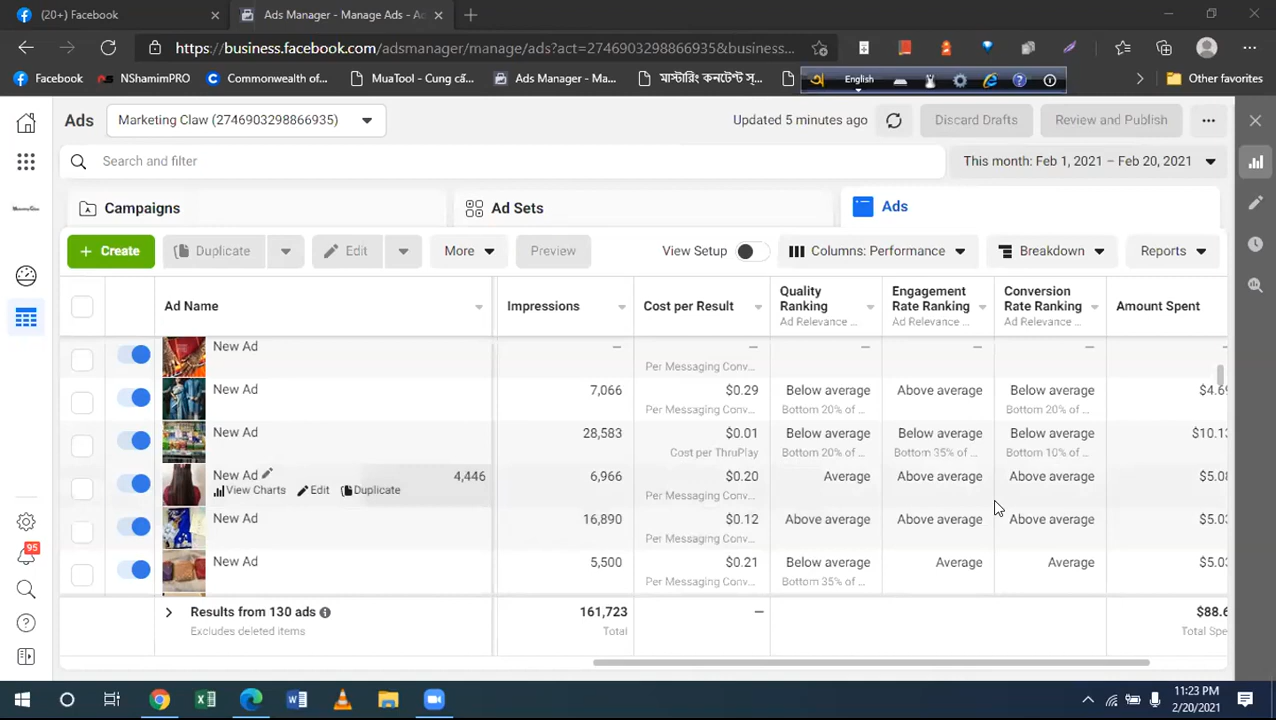 (20+) Facebook
Ads Manager - Manage Ads - Ad
https://business.facebook.com/adsmanager/manage/ads?act=2746903298866935&business...
Facebook
NShamimPRO
Commonwealth of...
MuaTool - Cung cấ...
Ads Manager - Ma...
মাস্টারিং কনটেন্ট স্...
English
Other favorites
Ads
Marketing Claw (2746903298866935)
Updated 5 minutes ago
Discard Drafts
Review and Publish
Search and filter
This month: Feb 1, 2021 – Feb 20, 2021
Campaigns
Ad Sets
Ads
+ Create
Duplicate
Edit
More
Preview
View Setup
Columns: Performance
Breakdown
Reports
Ad Name
Impressions
Cost per Result
Quality
Ranking
Ad Relevance ...
Engagement
Rate Ranking
Ad Relevance ...
Conversion
Rate Ranking
Ad Relevance ...
Amount Spent
New Ad – – – – –
Per Messaging Conv...
New Ad 7,066 $0.29 Below average Above average Below average
Per Messaging Conv... Bottom 20% of ... Bottom 20% of ...
New Ad 28,583 $0.01 Below average Below average Below average $10.13
Cost per ThruPlay Bottom 20% of ... Bottom 35% of ... Bottom 10% of ...
New Ad 4,446 6,966 $0.20 Average Above average Above average
View Charts Edit Duplicate Per Messaging Conv...
New Ad 16,890 $0.12 Above average Above average Above average
Per Messaging Conv...
New Ad 5,500 $0.21 Below average Average Average
Per Messaging Conv... Bottom 35% of ...
Results from 130 ads 161,723 – $88.6
Excludes deleted items Total Total Spe
95
11:23 PM
2/20/2021